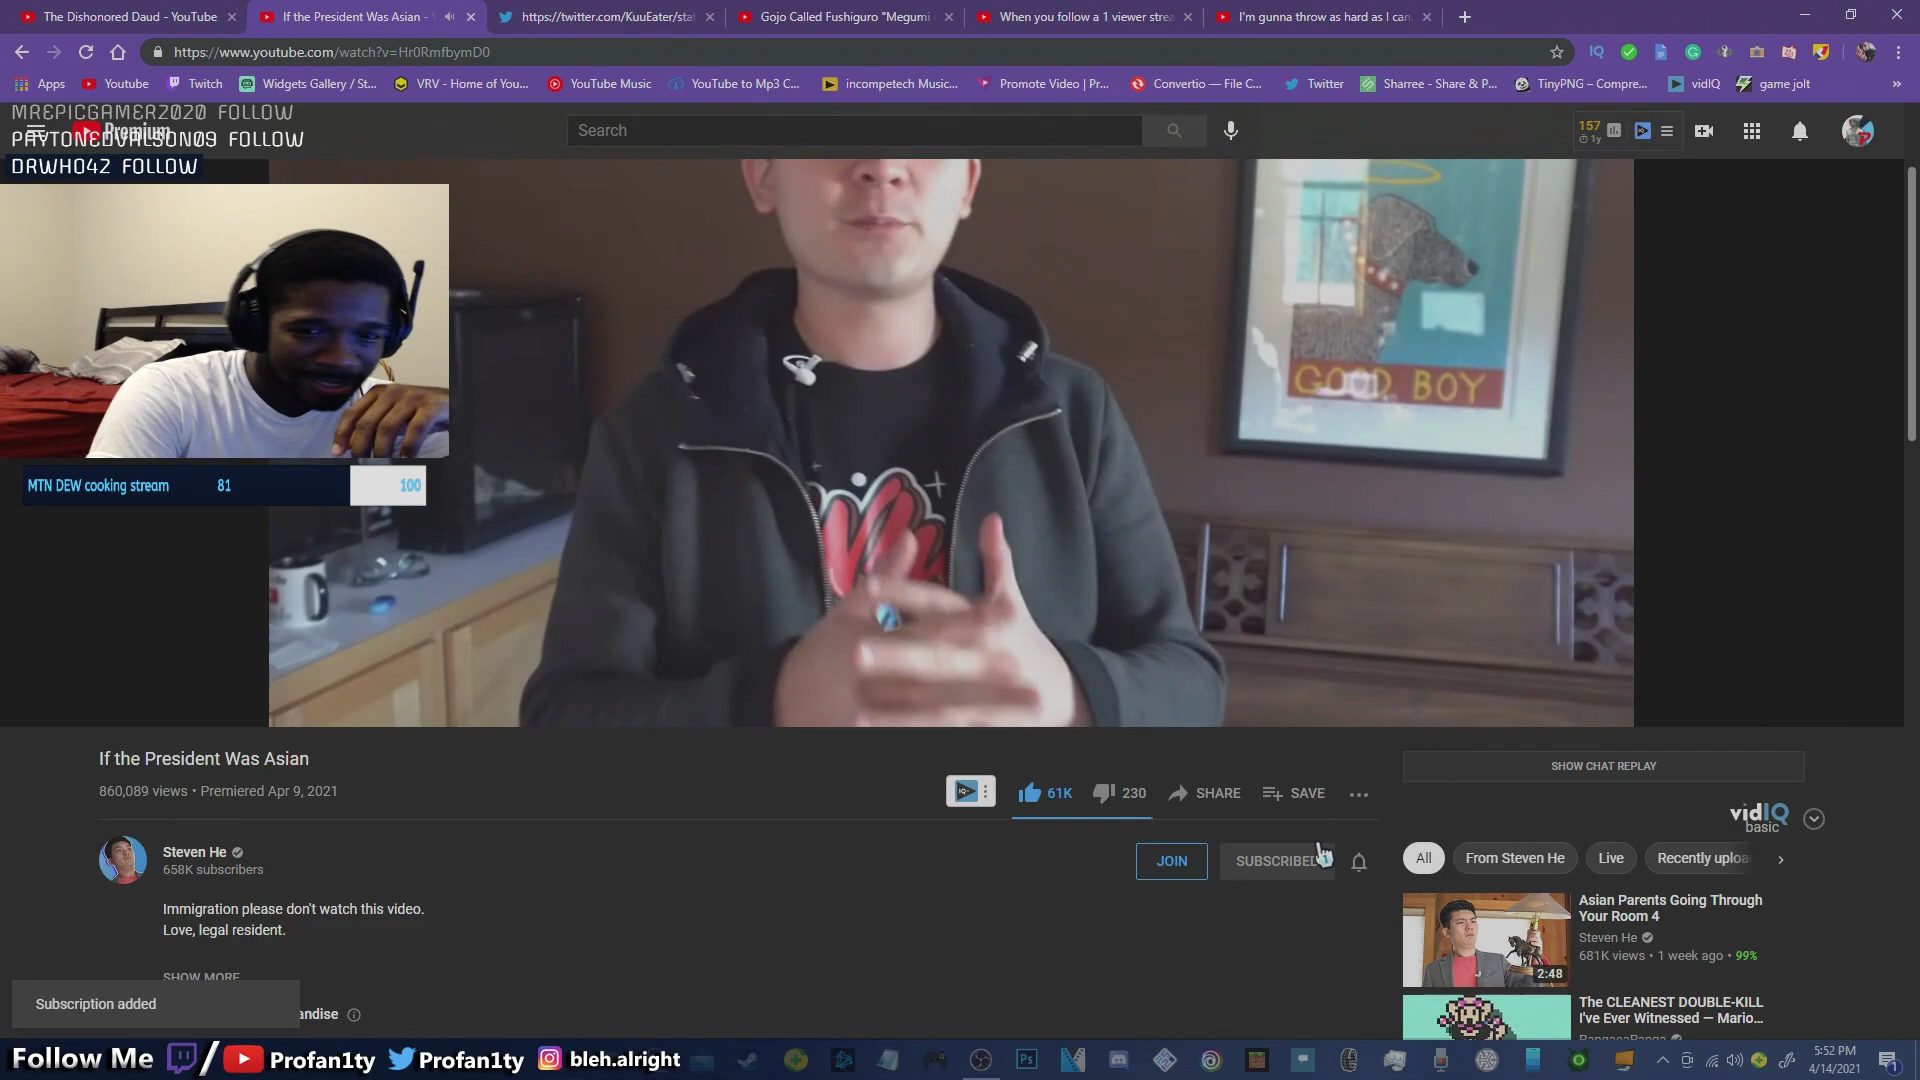 The Dishonored Daud - YouTube
If the President Was Asian -
https://twitter.com/KuuEater/stat
Gojo Called Fushiguro "Megumi
When you follow a 1 viewer strea
I'm gunna throw as hard as I can.
https://www.youtube.com/watch?v=Hr0RmfbymD0
Apps
Youtube
Twitch
Widgets Gallery / St...
VRV - Home of You...
YouTube Music
YouTube to Mp3 C...
incompetech Music...
Promote Video | Pr...
Convertio — File C...
Twitter
Sharree - Share & P...
TinyPNG – Compre...
vidIQ
game jolt
MREPICGAMER2020 FOLLOW
Premium
PAYTONEDVALSON09 FOLLOW
DRWHO42 FOLLOW
Search
157
1y
GOOD BOY
MTN DEW cooking stream 81 100
If the President Was Asian
860,089 views • Premiered Apr 9, 2021
61K
230
SHARE
SAVE
SHOW CHAT REPLAY
vidIQ
basic
Steven He
658K subscribers
JOIN
SUBSCRIBED
All
From Steven He
Live
Recently uploa
Immigration please don't watch this video.
Love, legal resident.
SHOW MORE
Asian Parents Going Through
Your Room 4
Steven He
681K views • 1 week ago • 99%
2:48
The CLEANEST DOUBLE-KILL
I've Ever Witnessed — Mario...
Subscription added
andise
Follow Me
Profan1ty
Profan1ty
bleh.alright
Ps
5:52 PM
4/14/2021
1